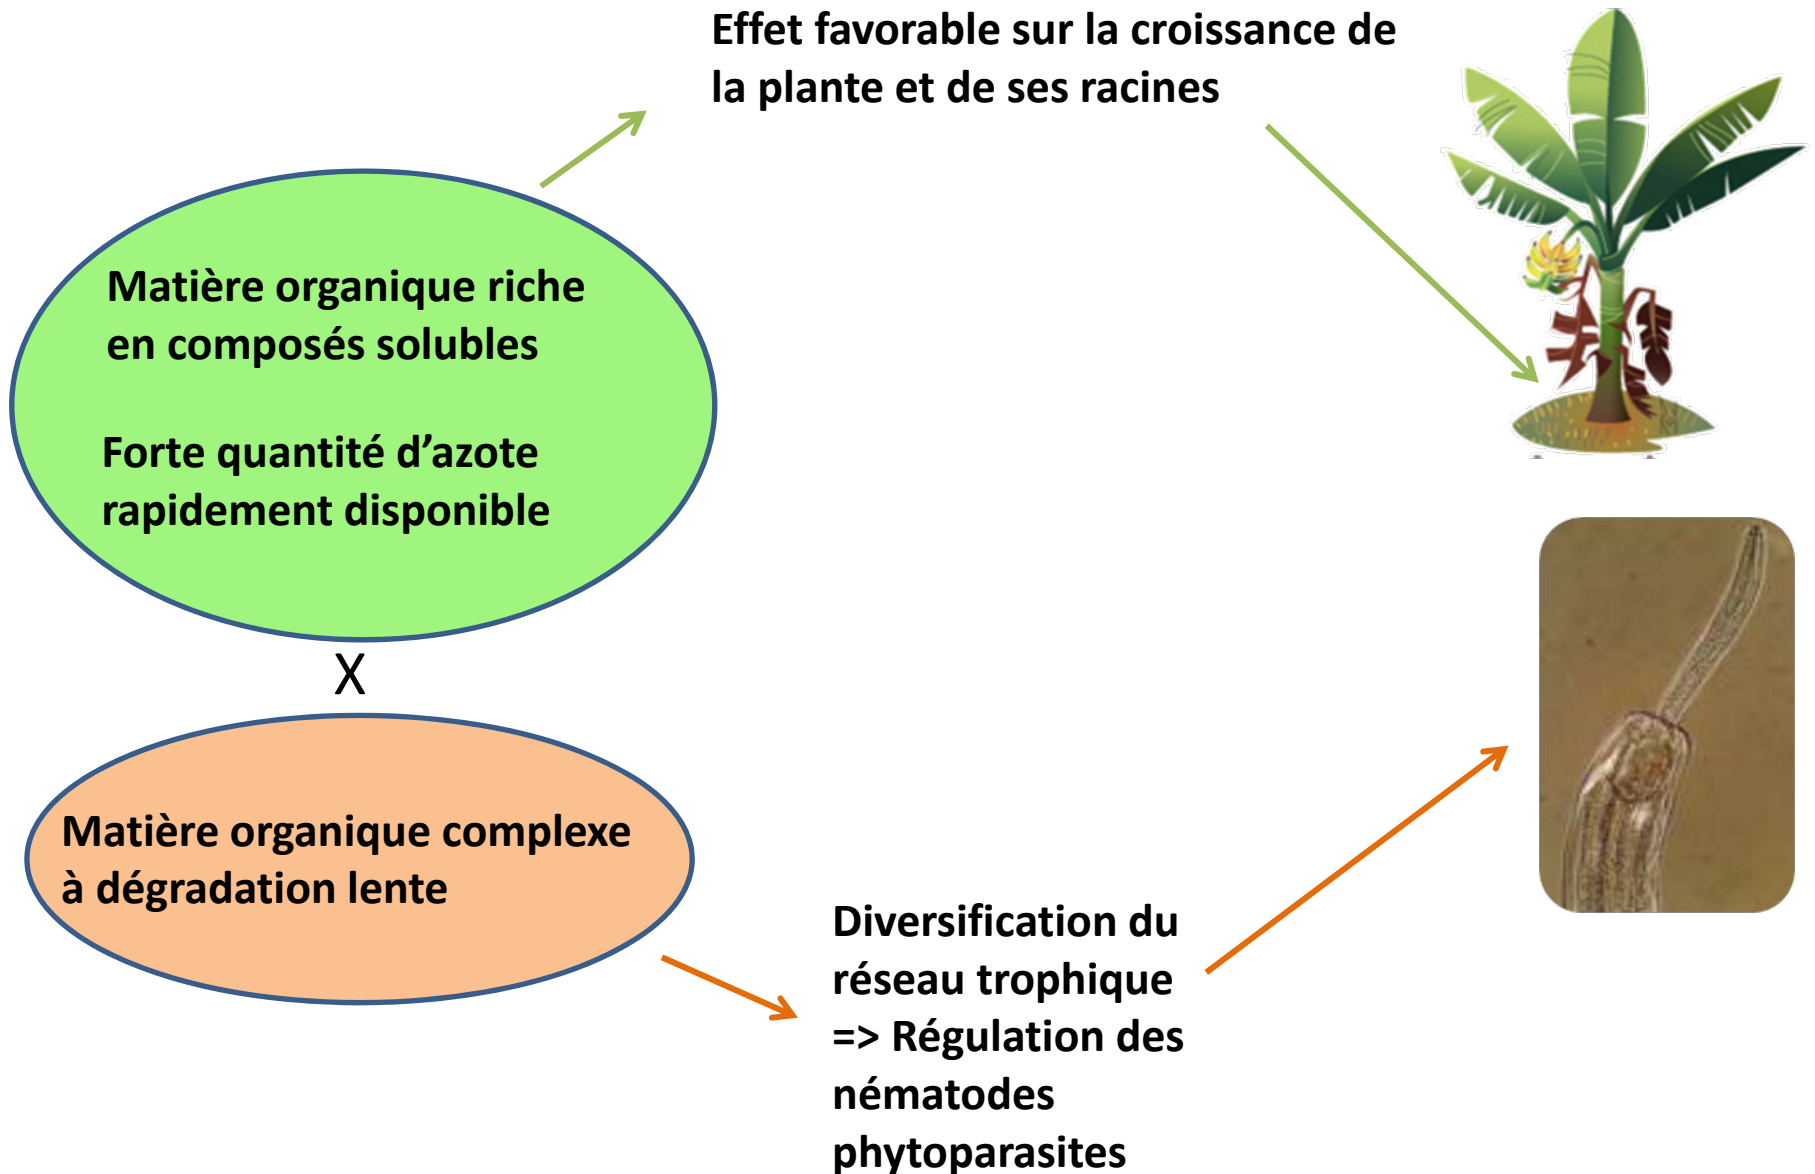 Effet favorable sur la croissance de
la plante et de ses racines
Matière organique riche
en composés solubles
Forte quantité d’azote
rapidement disponible
X
Matière organique complexe
à dégradation lente
Diversification du
réseau trophique
=> Régulation des
nématodes
phytoparasites